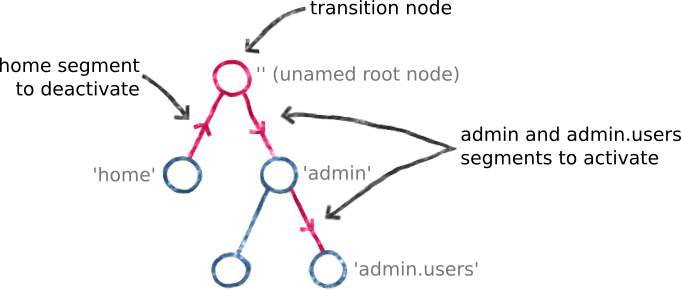 transition node
'' (unamed root node)
home segment
to deactivate
admin and admin.users
segments to activate
'home'
'admin'
'admin.users'